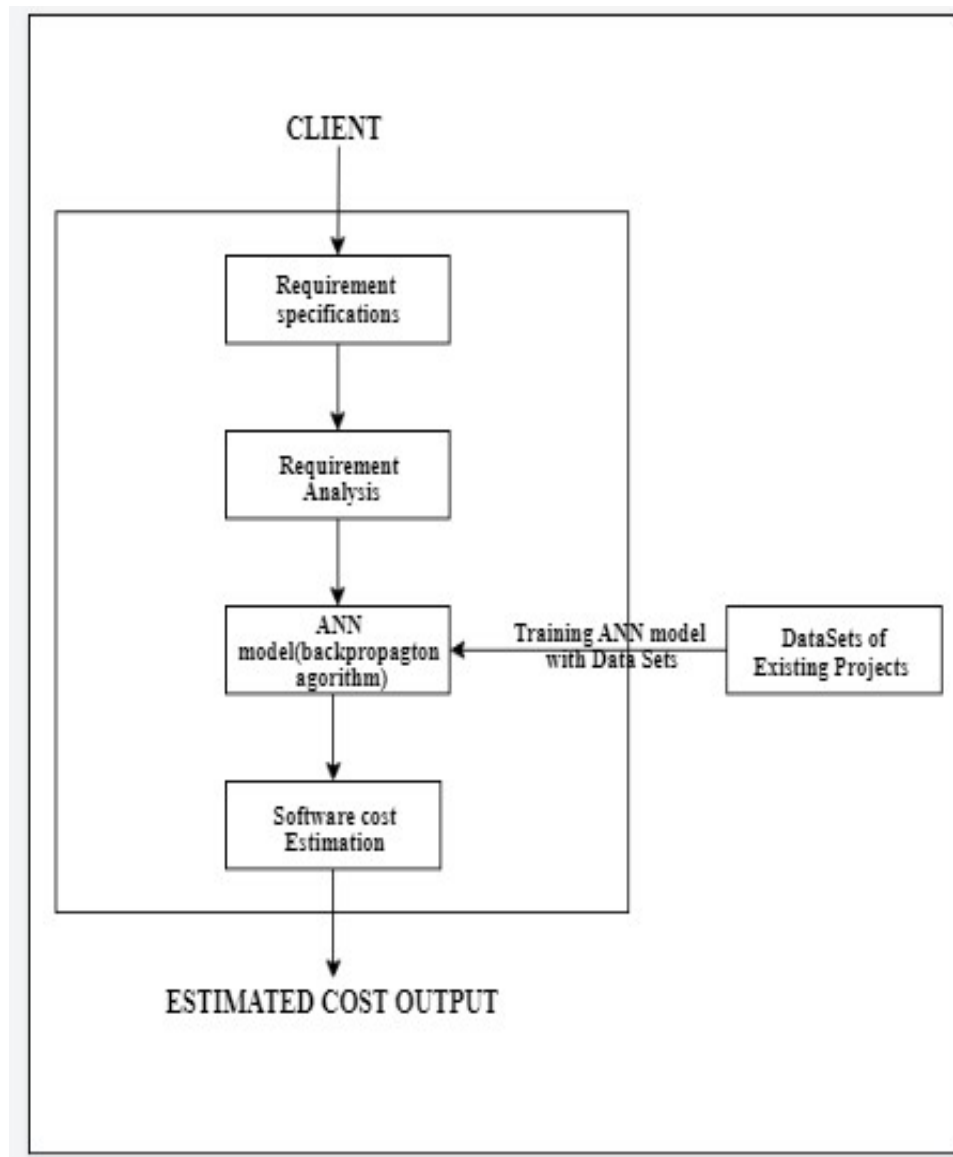 CLIENT
Requirement
specifications
Requirement
Analysis
ANN
model(backpropagton
agorithm)
Training ANN model
with Data Sets
DataSets of
Existing Projects
Software cost
Estimation
ESTIMATED COST OUTPUT